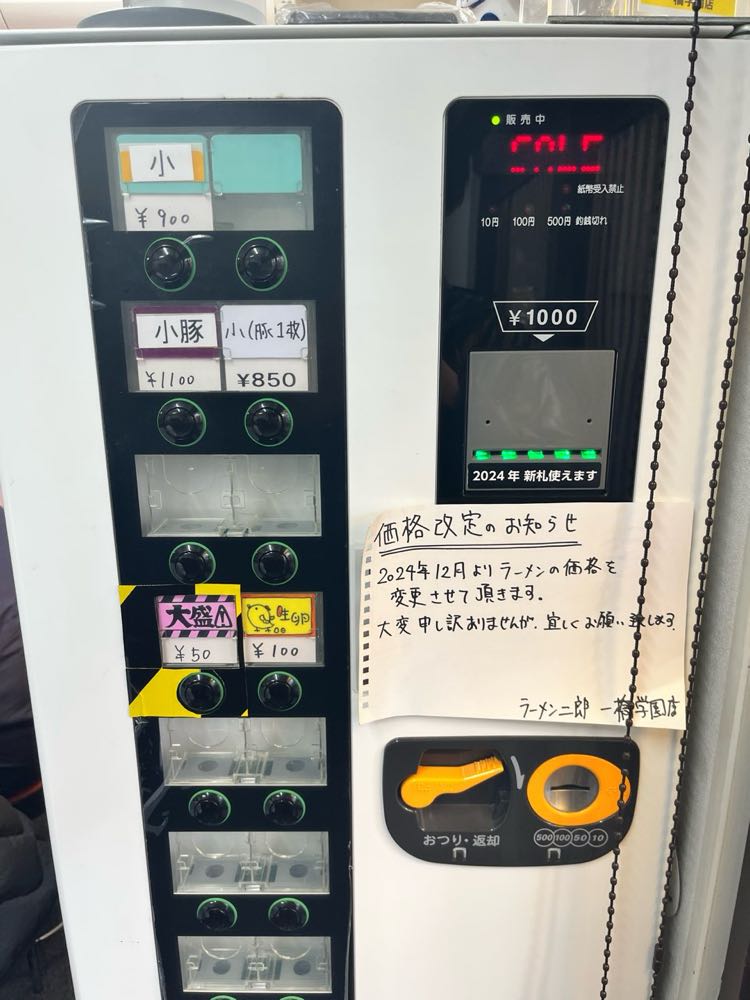 小
¥900
小豚
¥1100
小(豚1枚)
¥850
大盛
¥50
生卵
¥100
販売中
紙幣受入禁止
10円 100円 500円 釣銭切れ
¥1000
2024年 新札使えます
価格改定のお知らせ
2024年12月よりラーメンの価格を
変更させて頂きます。
大変申し訳ありませんが、宜しくお願い致します。
ラーメン二郎 一橋学園店
おつり・返却
500 100 50 10